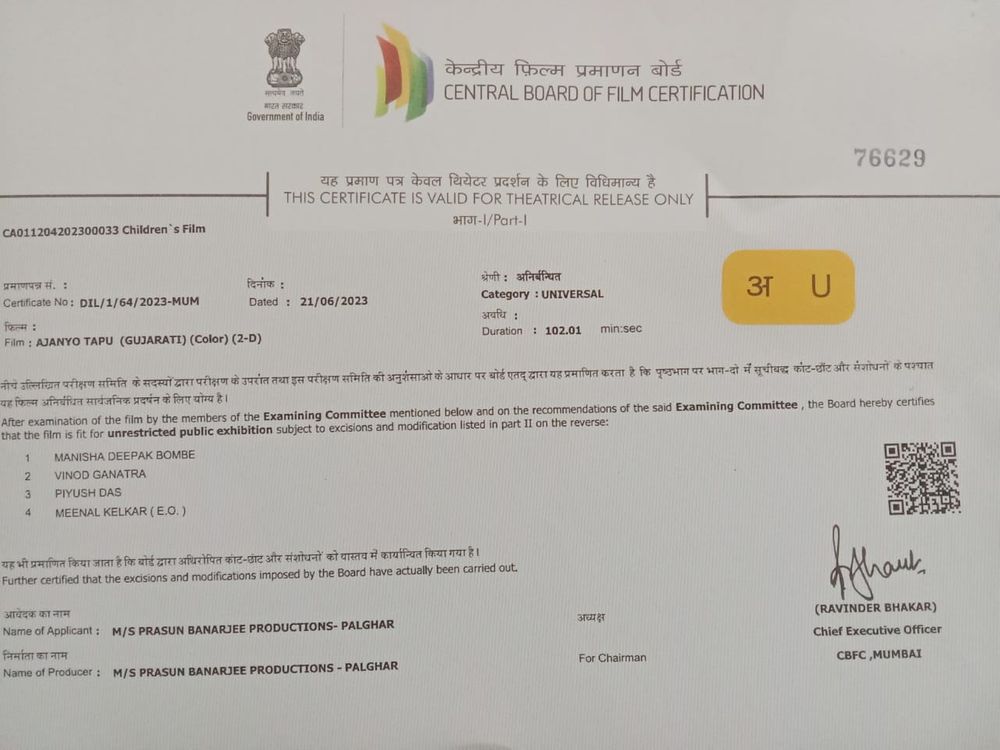 सत्यमेव जयते
भारत सरकार
Government of India
केन्द्रीय फ़िल्म प्रमाणन बोर्ड
CENTRAL BOARD OF FILM CERTIFICATION
76629
यह प्रमाण पत्र केवल थियेटर प्रदर्शन के लिए विधिमान्य है
THIS CERTIFICATE IS VALID FOR THEATRICAL RELEASE ONLY
भाग-I/Part-I
CA011204202300033 Children`s Film
प्रमाणपत्र सं. :
Certificate No : DIL/1/64/2023-MUM
दिनांक :
Dated : 21/06/2023
श्रेणी : अनिर्बन्धित
Category : UNIVERSAL
अ U
फिल्म :
Film : AJANYO TAPU (GUJARATI) (Color) (2-D)
अवधि :
Duration : 102.01 min:sec
नीचे उल्लिखित परीक्षण समिति के सदस्यों द्वारा परीक्षण के उपरांत तथा इस परीक्षण समिति की अनुशंसाओ के आधार पर बोर्ड एतद् द्वारा यह प्रमाणित करता है कि पृष्ठभाग पर भाग-दो में सूचीबद्ध कांट-छाँट और संशोधनों के पश्चात
यह फिल्म अनिर्बंधित सार्वजनिक प्रदर्षन के लिए योग्य है।
After examination of the film by the members of the Examining Committee mentioned below and on the recommendations of the said Examining Committee , the Board hereby certifies
that the film is fit for unrestricted public exhibition subject to excisions and modification listed in part II on the reverse:
1 MANISHA DEEPAK BOMBE
2 VINOD GANATRA
3 PIYUSH DAS
4 MEENAL KELKAR ( E.O. )
यह भी प्रमाणित किया जाता है कि बोर्ड द्वारा अधिरोपित कांट-छांट और संशोधनों को वास्तव में कार्यान्वित किया गया है।
Further certified that the excisions and modifications imposed by the Board have actually been carried out.
आवेदक का नाम
Name of Applicant : M/S PRASUN BANARJEE PRODUCTIONS- PALGHAR
निर्माता का नाम
Name of Producer : M/S PRASUN BANARJEE PRODUCTIONS - PALGHAR
अध्यक्ष
For Chairman
(RAVINDER BHAKAR)
Chief Executive Officer
CBFC ,MUMBAI